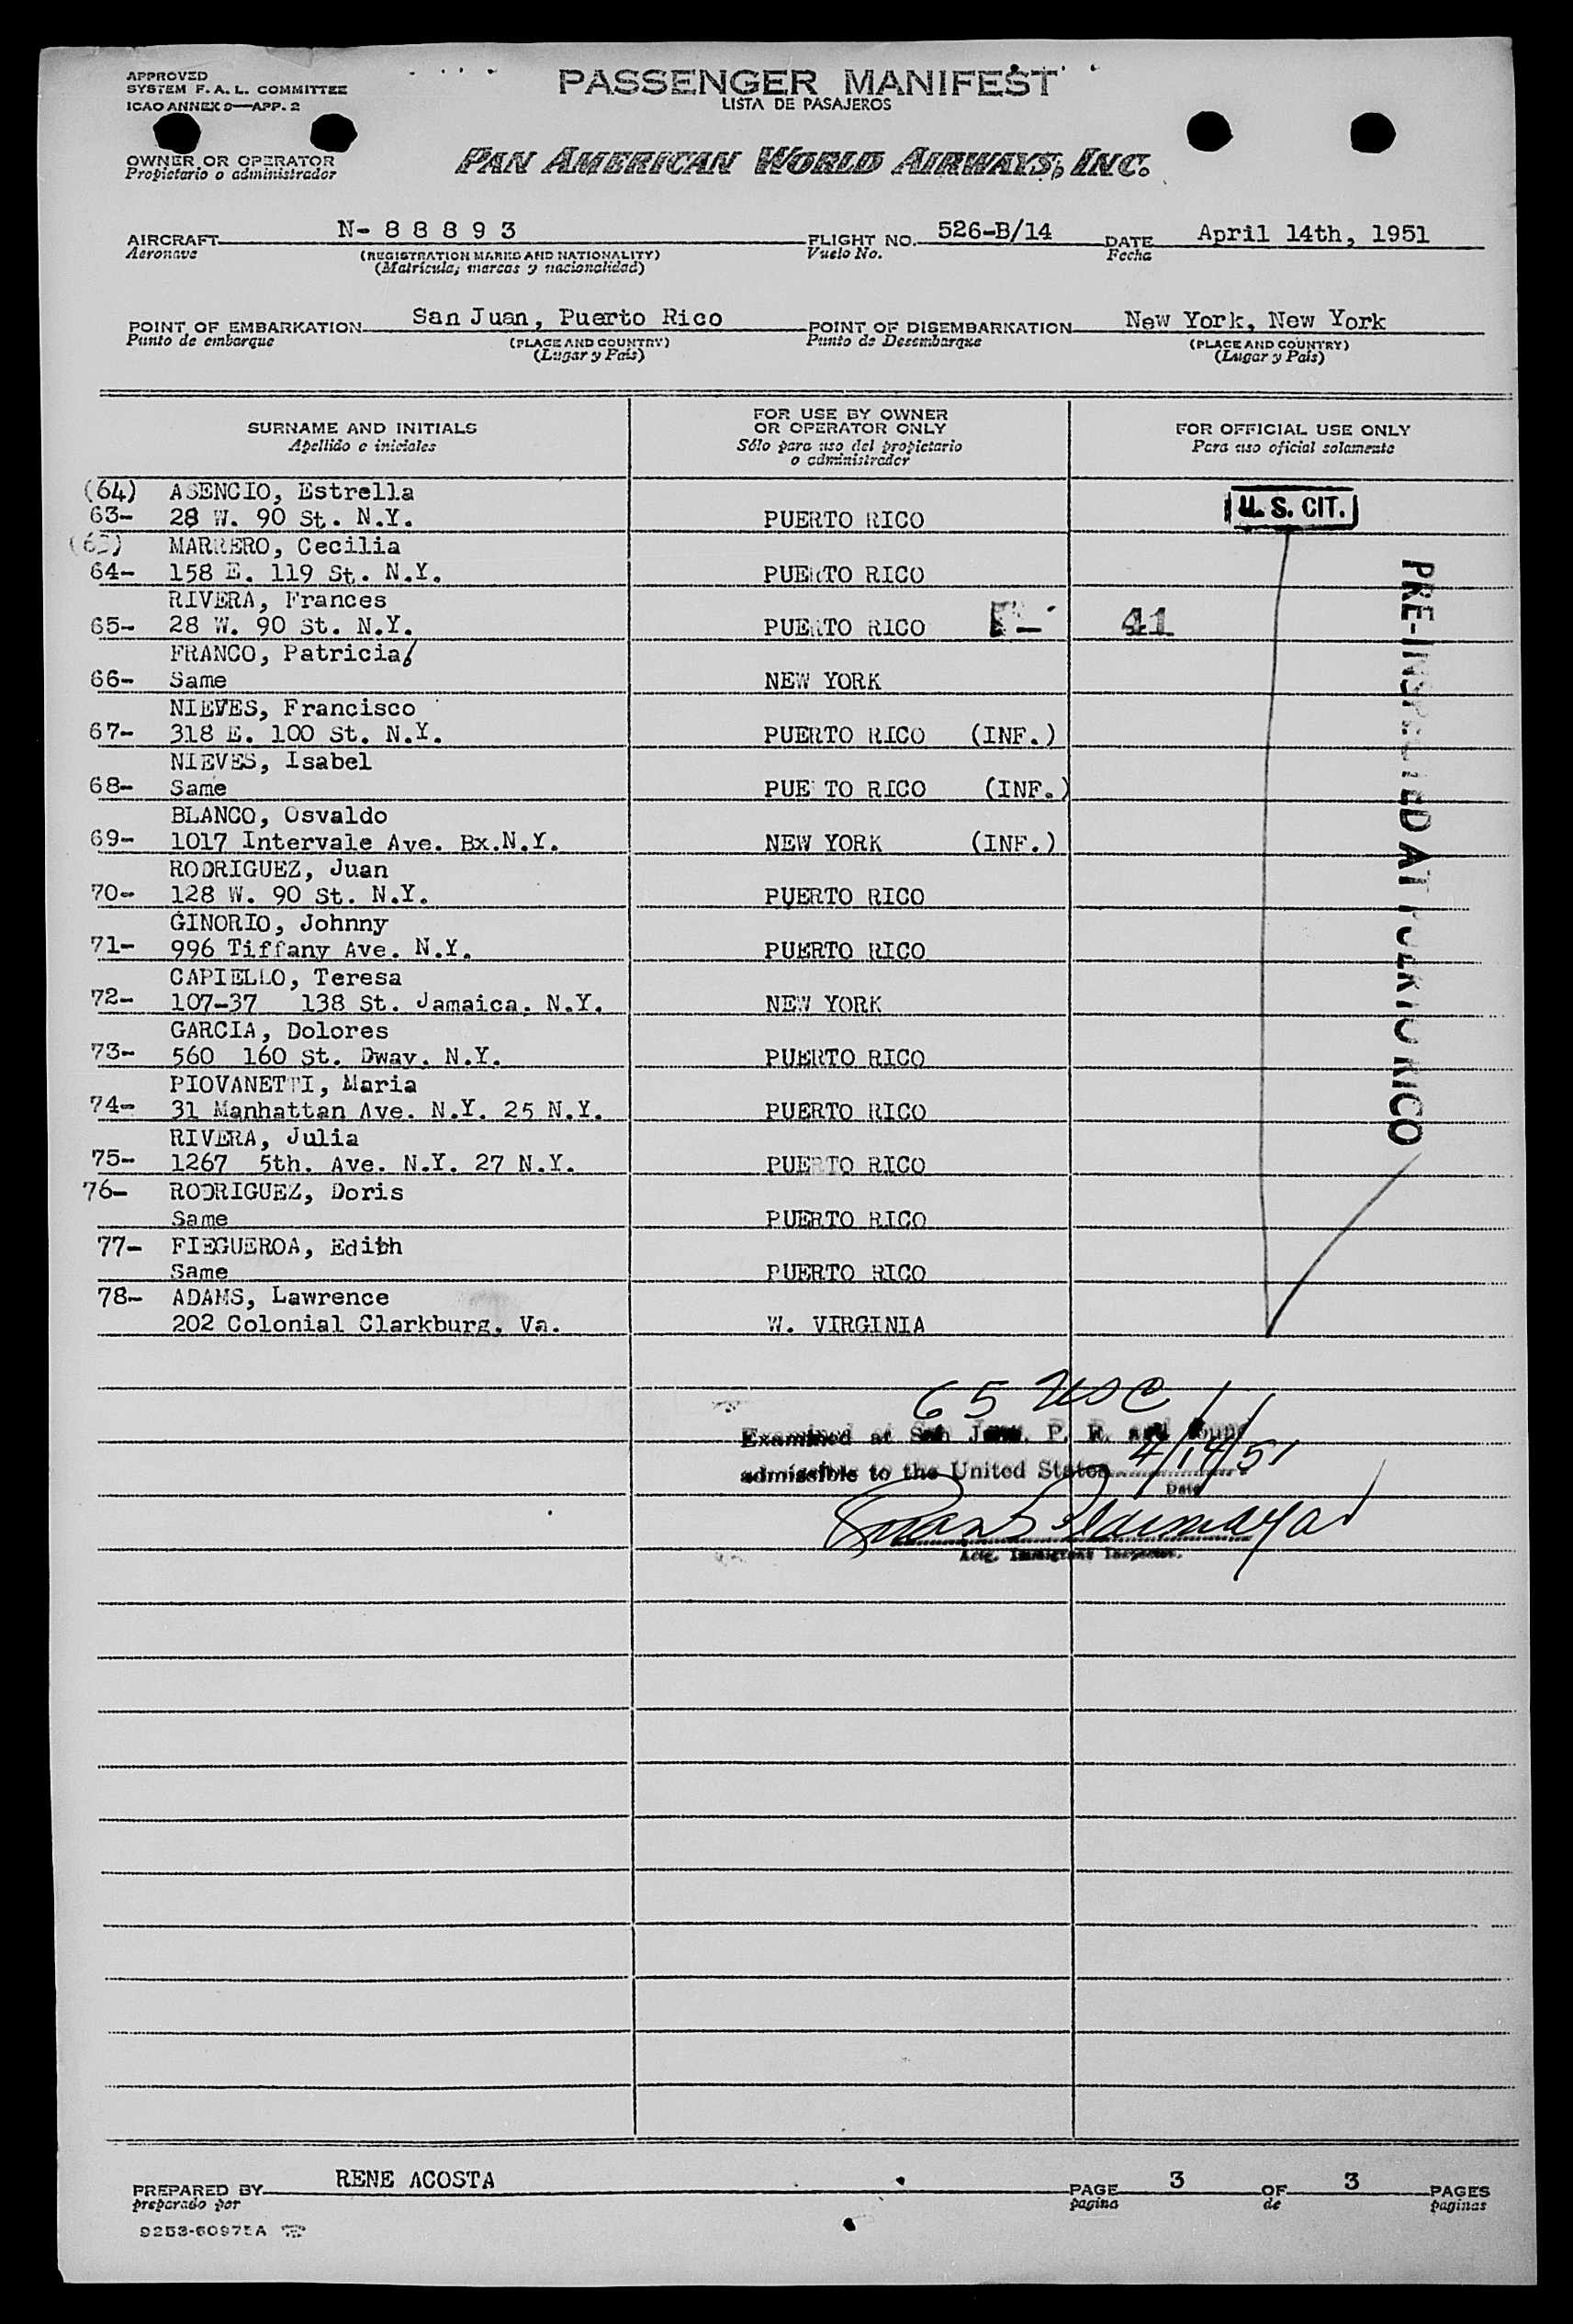 APPROVED
SYSTEM F. A. L. COMMITTEE
ICAO ANNEX 9—APP. 2
PASSENGER MANIFEST
LISTA DE PASAJEROS
OWNER OR OPERATOR
Propietario o administrador
PAN AMERICAN WORLD AIRWAYS, INC.
AIRCRAFT N- 8 8 8 9 3 FLIGHT NO. 526-B/14 DATE April 14th, 1951
Aeronave (REGISTRATION MARKS AND NATIONALITY) Vuelo No. Fecha
(Matrícula, marcas y nacionalidad)
POINT OF EMBARKATION San Juan, Puerto Rico POINT OF DISEMBARKATION New York, New York
Punto de embarque (PLACE AND COUNTRY) Punto de Desembarque (PLACE AND COUNTRY)
(Lugar y País) (Lugar y País)
SURNAME AND INITIALS FOR USE BY OWNER OR OPERATOR ONLY FOR OFFICIAL USE ONLY
Apellido e iniciales Sólo para uso del propietario o administrador Para uso oficial solamente
(64) ASENCIO, Estrella
63- 28 W. 90 St. N.Y. PUERTO RICO U. S. CIT.
(65) MARRERO, Cecilia
64- 158 E. 119 St. N.Y. PUERTO RICO
RIVERA, Frances
65- 28 W. 90 St. N.Y. PUERTO RICO 41
FRANCO, Patricia
66- Same NEW YORK
NIEVES, Francisco
67- 318 E. 100 St. N.Y. PUERTO RICO (INF.)
NIEVES, Isabel
68- Same PUE TO RICO (INF.)
BLANCO, Osvaldo
69- 1017 Intervale Ave. Bx.N.Y. NEW YORK (INF.)
RODRIGUEZ, Juan
70- 128 W. 90 St. N.Y. PUERTO RICO
GINORIO, Johnny
71- 996 Tiffany Ave. N.Y. PUERTO RICO
CAPIELLO, Teresa
72- 107-37 138 St. Jamaica. N.Y. NEW YORK
GARCIA, Dolores
73- 560 160 St. Dway. N.Y. PUERTO RICO
PIOVANETTI, Maria
74- 31 Manhattan Ave. N.Y. 25 N.Y. PUERTO RICO
RIVERA, Julia
75- 1267 5th. Ave. N.Y. 27 N.Y. PUERTO RICO
76- RODRIGUEZ, Doris
Same PUERTO RICO
77- FIEGUEROA, Edith
Same PUERTO RICO
78- ADAMS, Lawrence
202 Colonial Clarkburg, Va. W. VIRGINIA
PRE-INSPECTED AT PUERTO RICO
65 USC
Examined at San Juan, P. R. and found
admissible to the United States 4/14/51
Date
Actg. Immigrant Inspector.
PREPARED BY RENE ACOSTA PAGE 3 OF 3 PAGES
preparado por pagina de paginas
9253-60975A